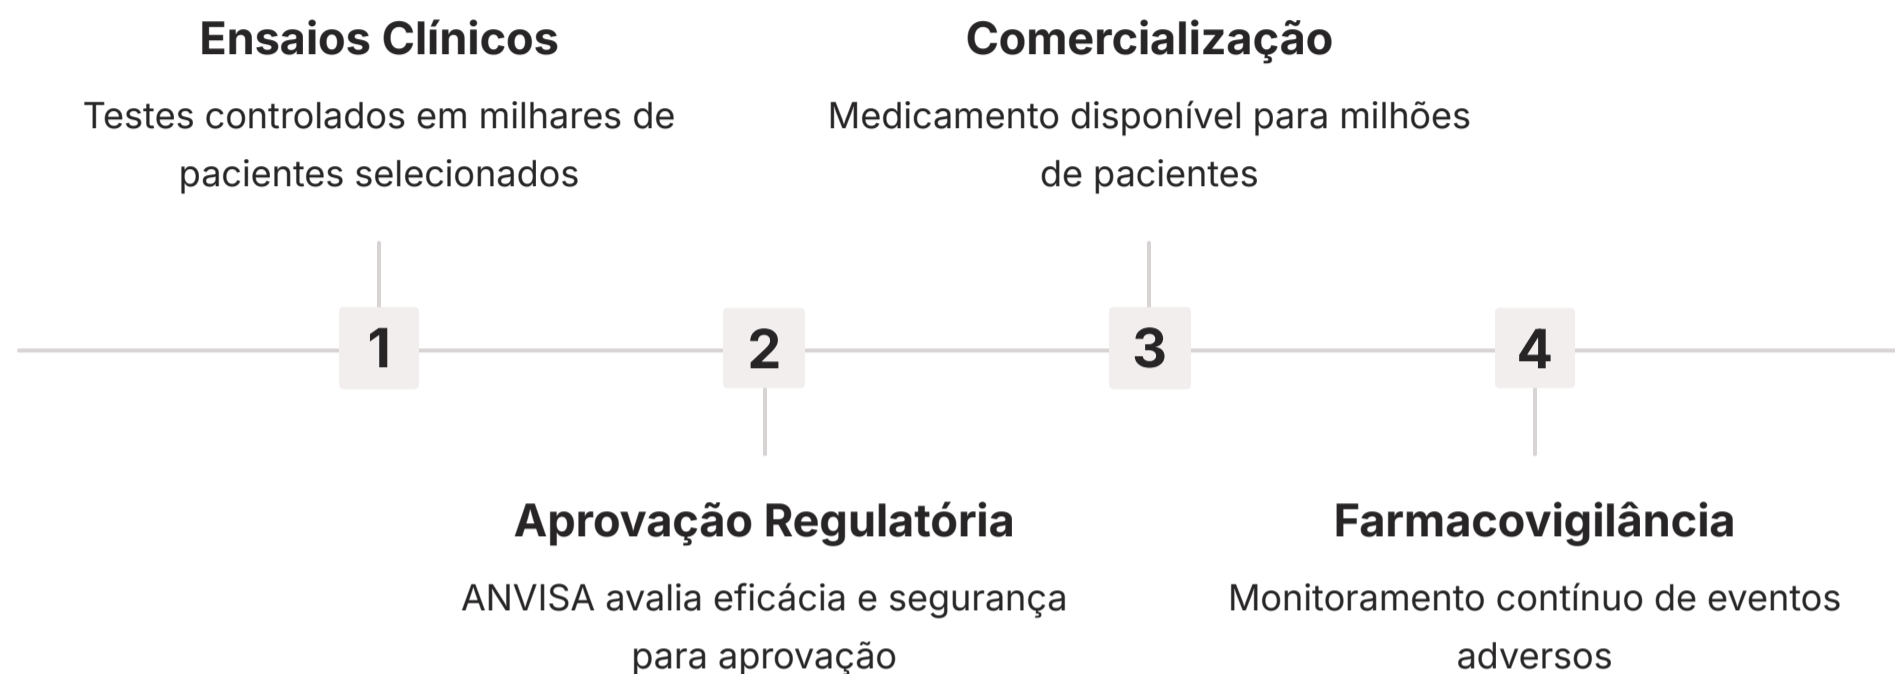 Ensaios Clínicos
Testes controlados em milhares de
pacientes selecionados
Comercialização
Medicamento disponível para milhões
de pacientes
1
2
3
4
Aprovação Regulatória
ANVISA avalia eficácia e segurança
para aprovação
Farmacovigilância
Monitoramento contínuo de eventos
adversos